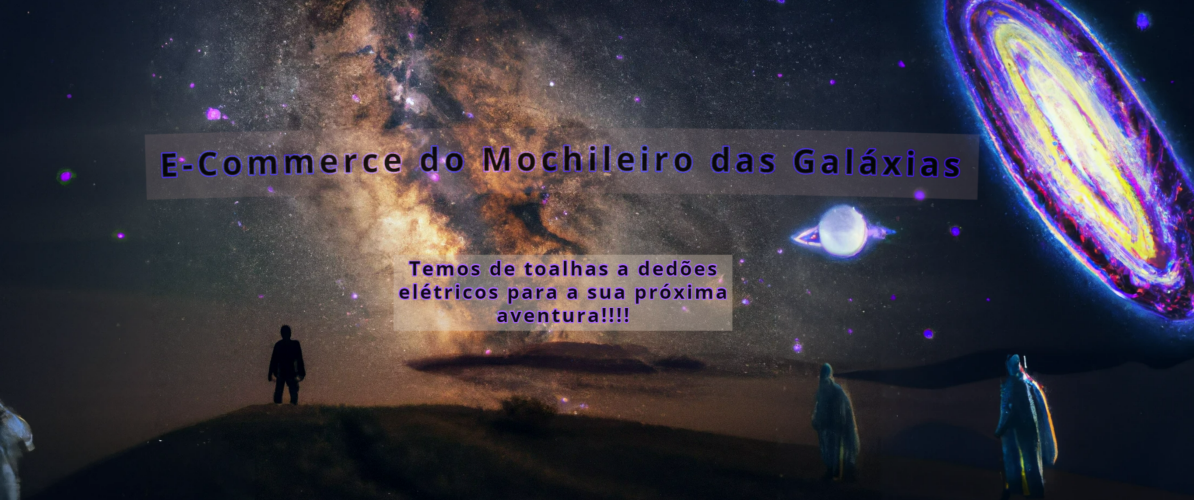 E-Commerce do Mochileiro das Galáxias
Temos de toalhas a dedões
elétricos para a sua próxima
aventura!!!!